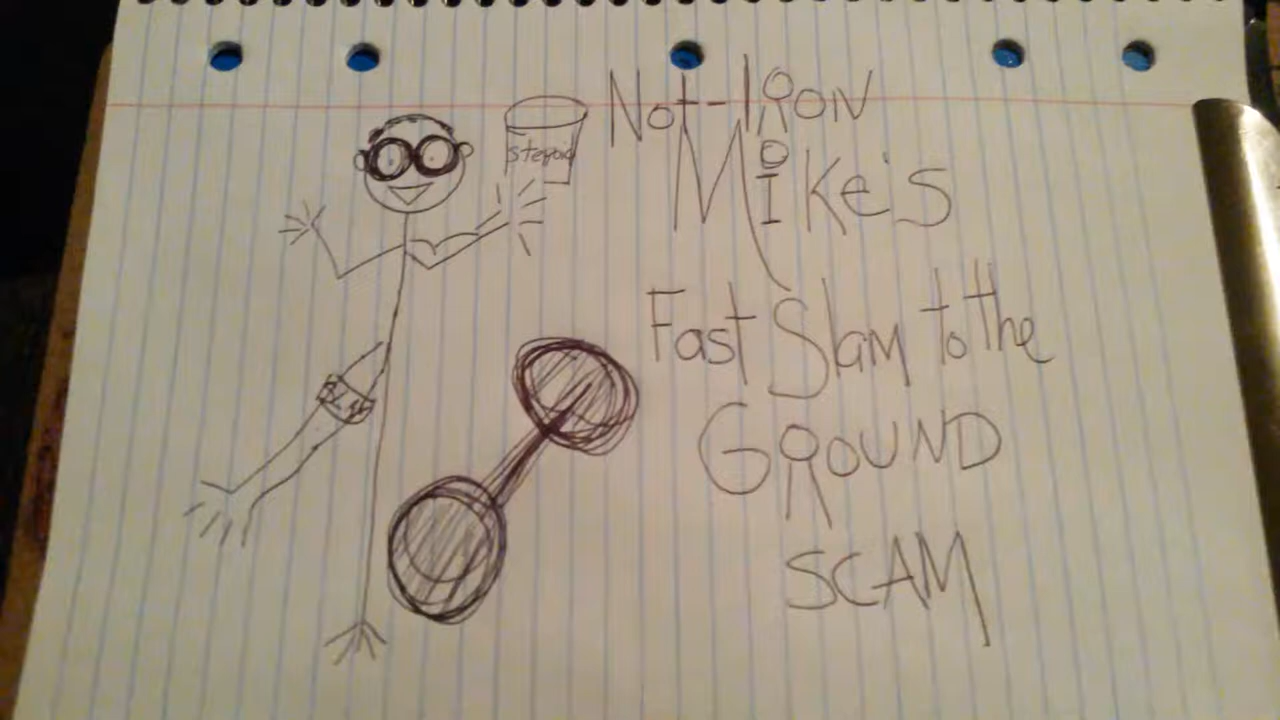 steroid
Not-IRON
Mike's
Fast Slam to the
GROUND
SCAM